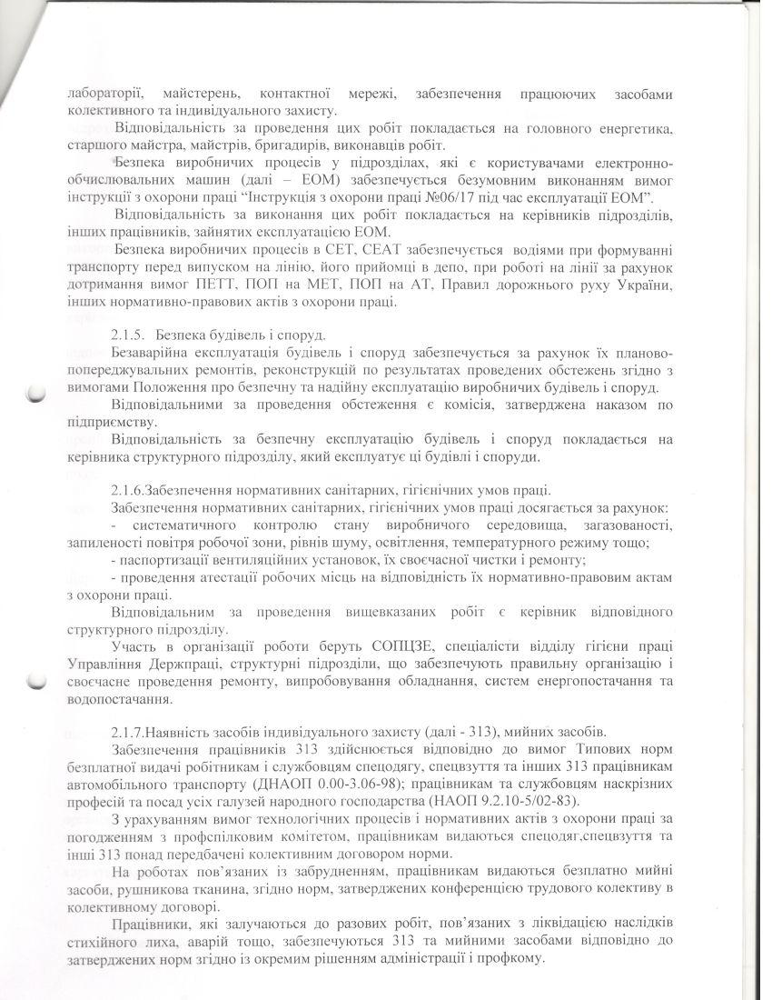 лабораторії, майстерень, контактної мережі, забезпечення працюючих засобами
колективного та індивідуального захисту.
Відповідальність за проведення цих робіт покладається на головного енергетика,
старшого майстра, майстрів, бригадирів, виконавців робіт.
Безпека виробничих процесів у підрозділах, які є користувачами електронно-
обчислювальних машин (далі – ЕОМ) забезпечується безумовним виконанням вимог
інструкції з охорони праці “Інструкція з охорони праці №06/17 під час експлуатації ЕОМ”.
Відповідальність за виконання цих робіт покладається на керівників підрозділів,
інших працівників, зайнятих експлуатацією ЕОМ.
Безпека виробничих процесів в СЕТ, СЕАТ забезпечується водіями при формуванні
транспорту перед випуском на лінію, його прийомці в депо, при роботі на лінії за рахунок
дотримання вимог ПЕТТ, ПОП на МЕТ, ПОП на АТ, Правил дорожнього руху України,
інших нормативно-правових актів з охорони праці.
2.1.5. Безпека будівель і споруд.
Безаварійна експлуатація будівель і споруд забезпечується за рахунок їх планово-
попереджувальних ремонтів, реконструкцій по результатах проведених обстежень згідно з
вимогами Положення про безпечну та надійну експлуатацію виробничих будівель і споруд.
Відповідальними за проведення обстеження є комісія, затверджена наказом по
підприємству.
Відповідальність за безпечну експлуатацію будівель і споруд покладається на
керівника структурного підрозділу, який експлуатує ці будівлі і споруди.
2.1.6.Забезпечення нормативних санітарних, гігієнічних умов праці.
Забезпечення нормативних санітарних, гігієнічних умов праці досягається за рахунок:
- систематичного контролю стану виробничого середовища, загазованості,
запиленості повітря робочої зони, рівнів шуму, освітлення, температурного режиму тощо;
- паспортизації вентиляційних установок, їх своєчасної чистки і ремонту;
- проведення атестації робочих місць на відповідність їх нормативно-правовим актам
з охорони праці.
Відповідальним за проведення вищевказаних робіт є керівник відповідного
структурного підрозділу.
Участь в організації роботи беруть СОПЦЗЕ, спеціалісти відділу гігієни праці
Управління Держпраці, структурні підрозділи, що забезпечують правильну організацію і
своєчасне проведення ремонту, випробовування обладнання, систем енергопостачання та
водопостачання.
2.1.7.Наявність засобів індивідуального захисту (далі - ЗІЗ), мийних засобів.
Забезпечення працівників ЗІЗ здійснюється відповідно до вимог Типових норм
безплатної видачі робітникам і службовцям спецодягу, спецвзуття та інших ЗІЗ працівникам
автомобільного транспорту (ДНАОП 0.00-3.06-98); працівникам та службовцям наскрізних
професій та посад усіх галузей народного господарства (НАОП 9.2.10-5/02-83).
З урахуванням вимог технологічних процесів і нормативних актів з охорони праці за
погодженням з профспілковим комітетом, працівникам видаються спецодяг,спецвзуття та
інші ЗІЗ понад передбачені колективним договором норми.
На роботах пов’язаних із забрудненням, працівникам видаються безплатно мийні
засоби, рушникова тканина, згідно норм, затверджених конференцією трудового колективу в
колективному договорі.
Працівники, які залучаються до разових робіт, пов’язаних з ліквідацією наслідків
стихійного лиха, аварій тощо, забезпечуються ЗІЗ та мийними засобами відповідно до
затверджених норм згідно із окремим рішенням адміністрації і профкому.